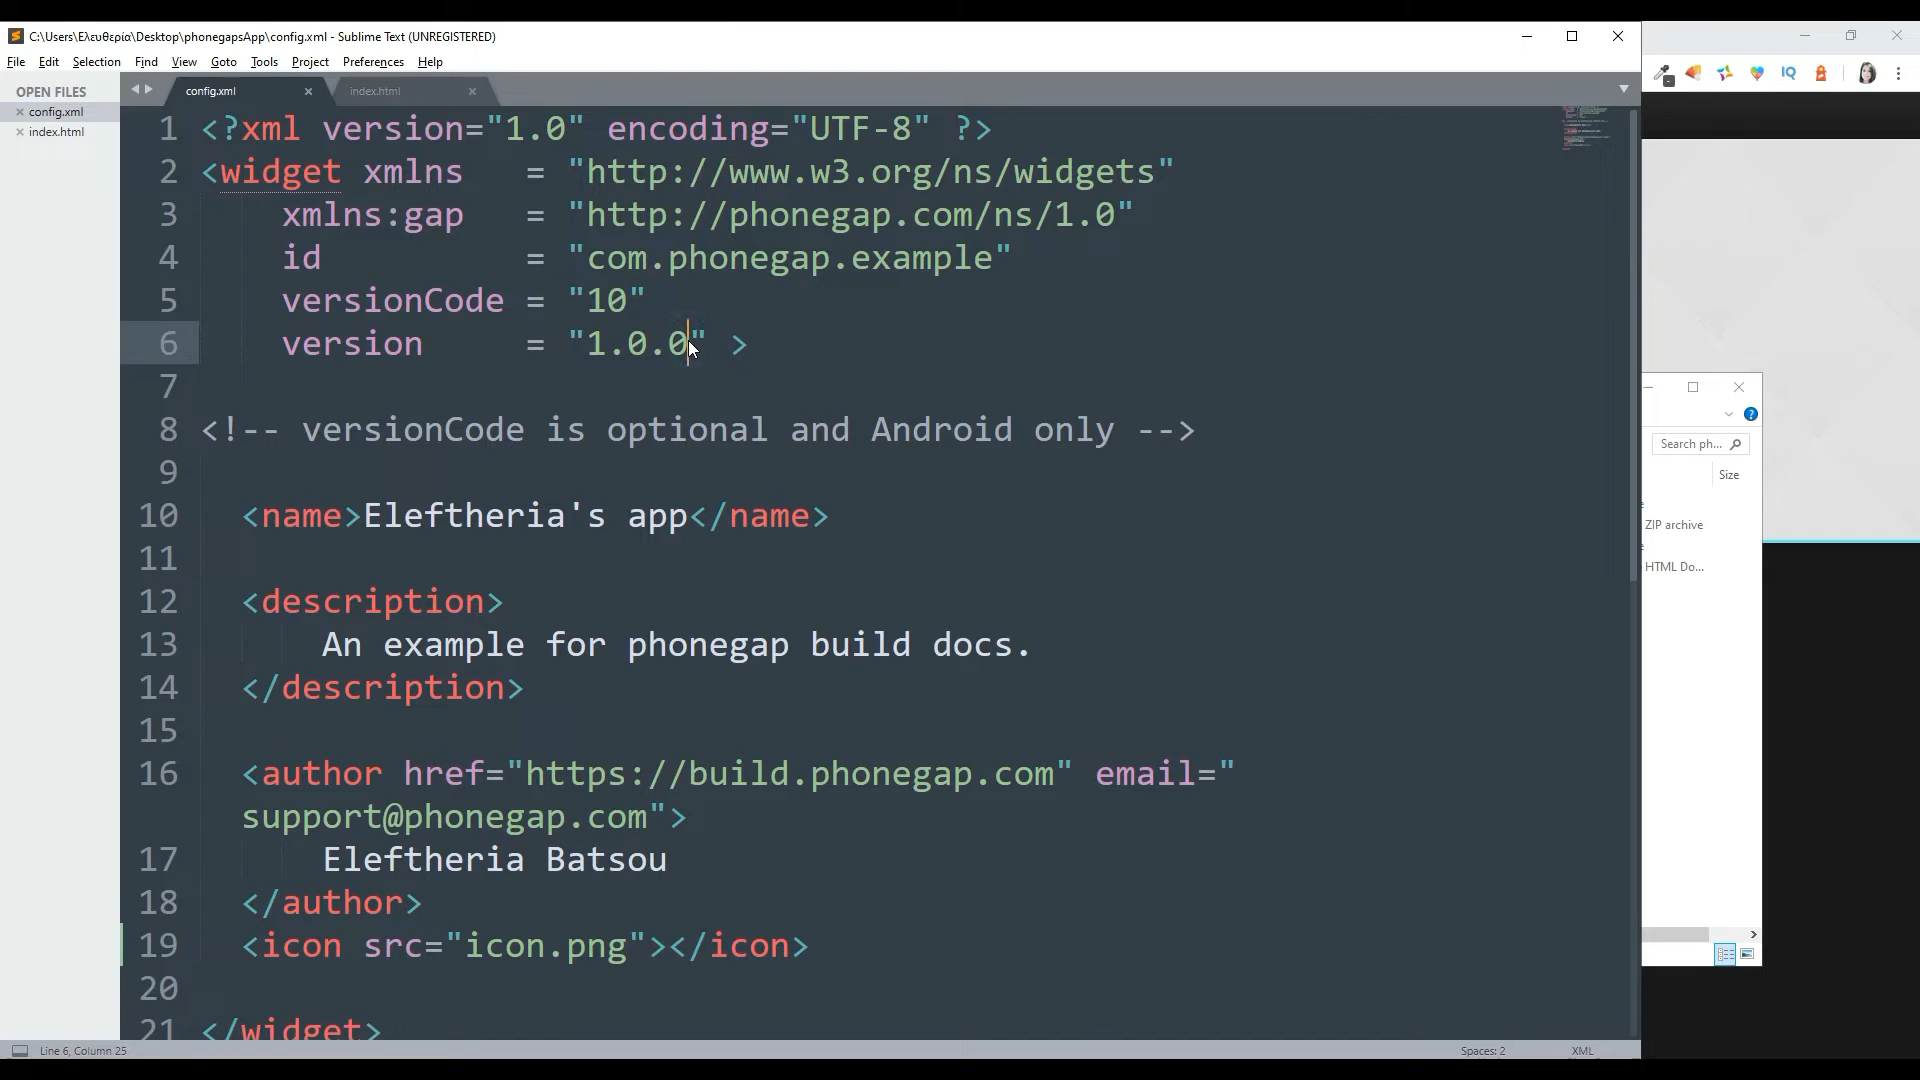 C:\Users\Ελευθερία\Desktop\phonegapsApp\config.xml - Sublime Text (UNREGISTERED)
File Edit Selection Find View Goto Tools Project Preferences Help
OPEN FILES
config.xml
index.html
config.xml
index.html
1 <?xml version="1.0" encoding="UTF-8" ?>
2 <widget xmlns = "http://www.w3.org/ns/widgets"
3 xmlns:gap = "http://phonegap.com/ns/1.0"
4 id = "com.phonegap.example"
5 versionCode = "10"
6 version = "1.0.0" >
7
8 <!-- versionCode is optional and Android only -->
9
10 <name>Eleftheria's app</name>
11
12 <description>
13 An example for phonegap build docs.
14 </description>
15
16 <author href="https://build.phonegap.com" email="
support@phonegap.com">
17 Eleftheria Batsou
18 </author>
19 <icon src="icon.png"></icon>
20
21 </widget>
Line 6, Column 25
Spaces: 2
XML
IQ
Search ph...
Size
ZIP archive
HTML Do...